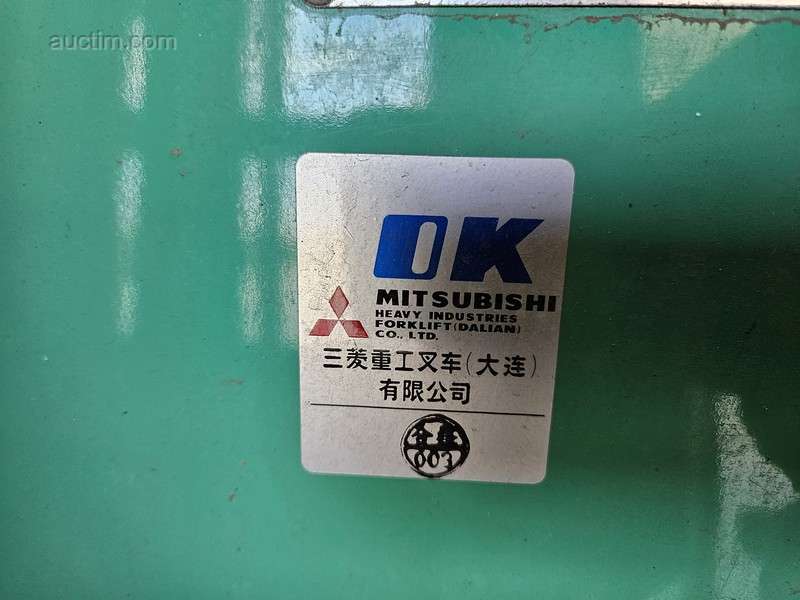 auctim.com
OK
MITSUBISHI
HEAVY INDUSTRIES
FORKLIFT (DALIAN)
CO., LTD.
三菱重工叉车(大连)
有限公司
003